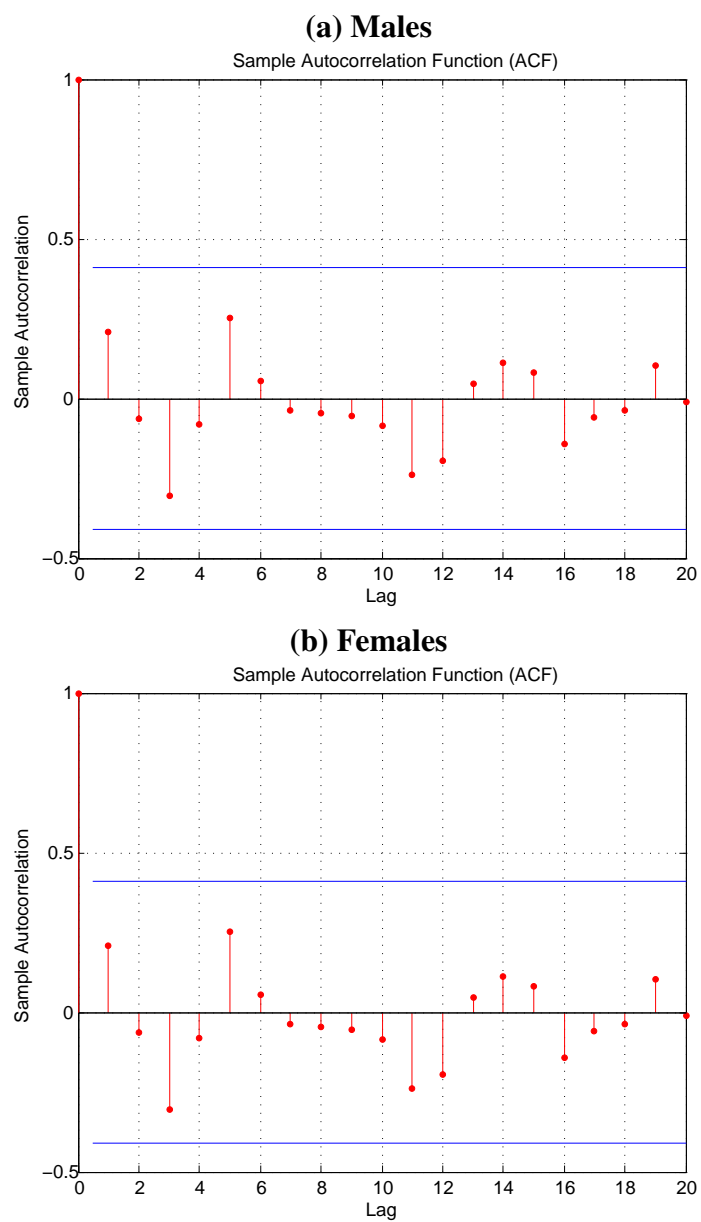 (a) Males
Sample Autocorrelation Function (ACF)
1
0.5
0
−0.5
Sample Autocorrelation
0 2 4 6 8 10 12 14 16 18 20
Lag
(b) Females
Sample Autocorrelation Function (ACF)
1
0.5
0
−0.5
Sample Autocorrelation
0 2 4 6 8 10 12 14 16 18 20
Lag